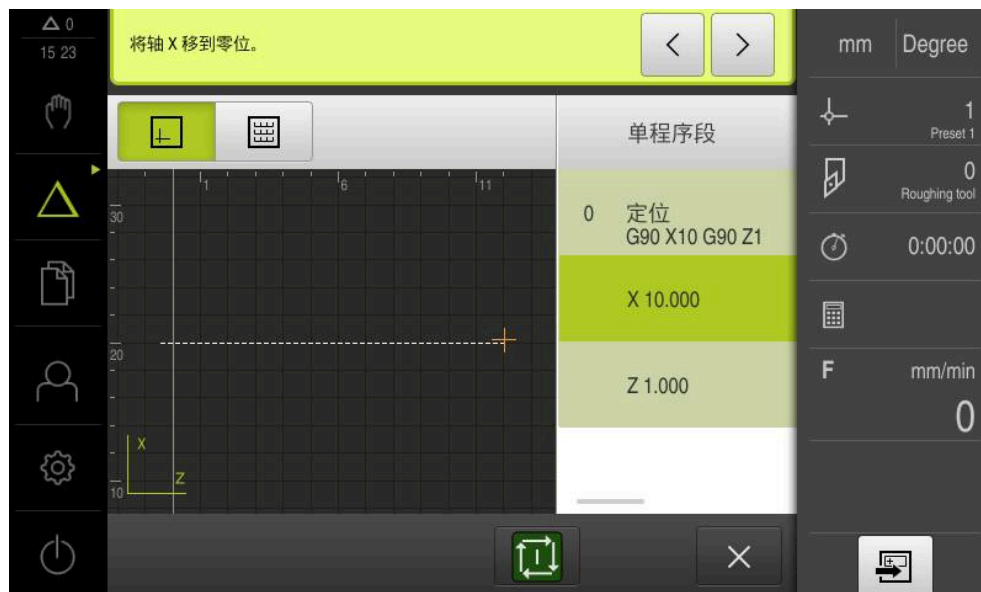 0
15 23
将轴 X 移到零位。
mm
Degree
1
Preset 1
0
Roughing tool
0:00:00
F
mm/min
0
单程序段
0
定位
G90 X10 G90 Z1
X 10.000
Z 1.000
1
6
11
30
20
10
X
Z